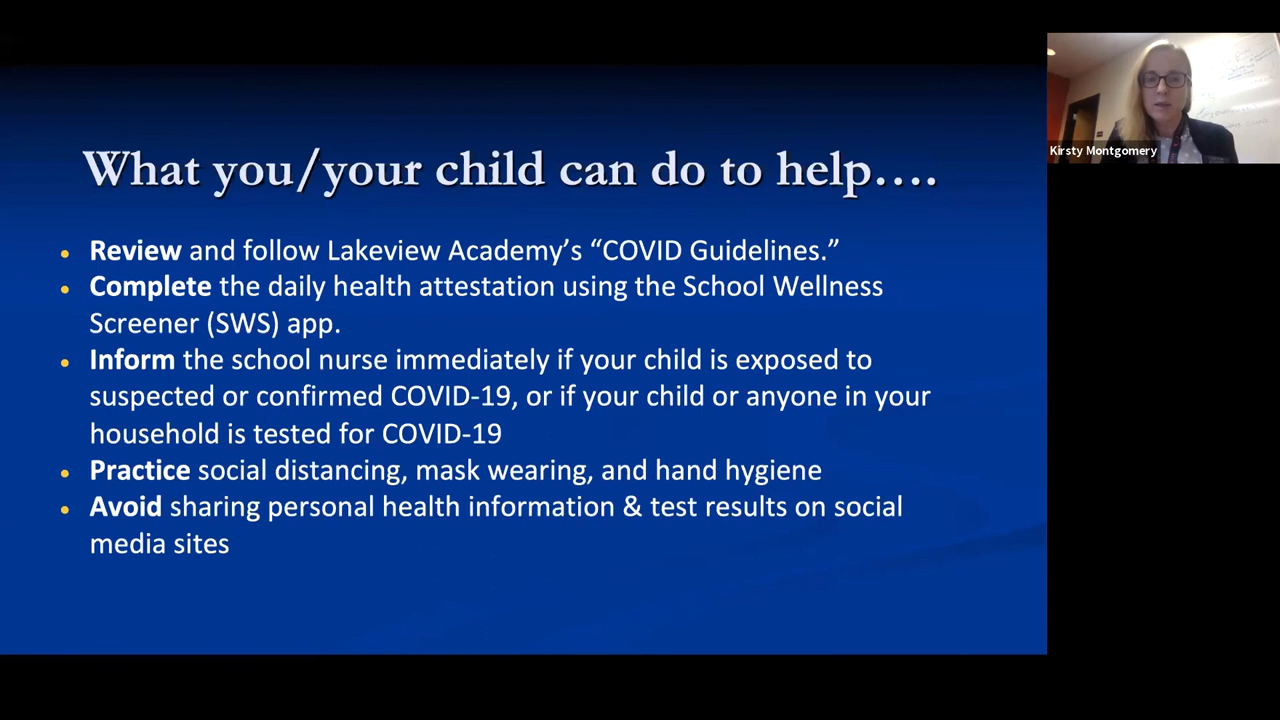 What you/your child can do to help….
Review and follow Lakeview Academy’s “COVID Guidelines.”
Complete the daily health attestation using the School Wellness
Screener (SWS) app.
Inform the school nurse immediately if your child is exposed to
suspected or confirmed COVID-19, or if your child or anyone in your
household is tested for COVID-19
Practice social distancing, mask wearing, and hand hygiene
Avoid sharing personal health information & test results on social
media sites
Kirsty Montgomery